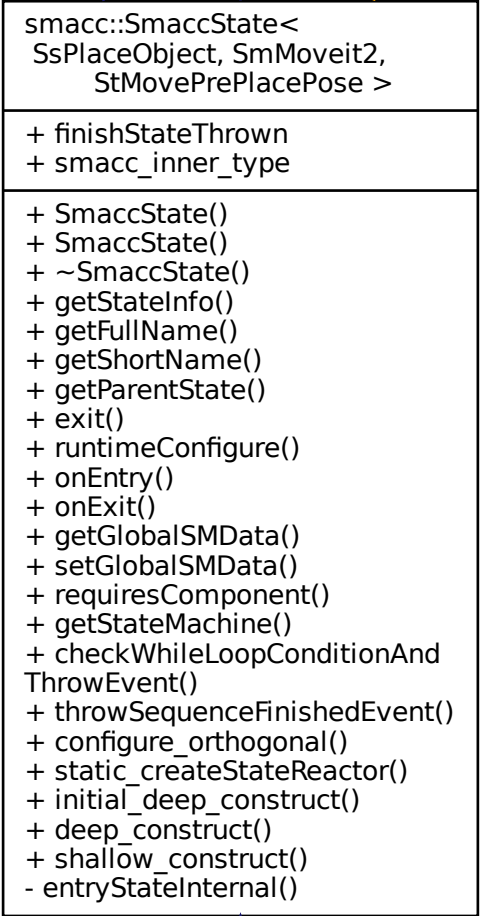 smacc::SmaccState<
SsPlaceObject, SmMoveit2,
StMovePrePlacePose >
+ finishStateThrown
+ smacc_inner_type
+ SmaccState()
+ SmaccState()
+ ~SmaccState()
+ getStateInfo()
+ getFullName()
+ getShortName()
+ getParentState()
+ exit()
+ runtimeConfigure()
+ onEntry()
+ onExit()
+ getGlobalSMData()
+ setGlobalSMData()
+ requiresComponent()
+ getStateMachine()
+ checkWhileLoopConditionAnd
ThrowEvent()
+ throwSequenceFinishedEvent()
+ configure_orthogonal()
+ static_createStateReactor()
+ initial_deep_construct()
+ deep_construct()
+ shallow_construct()
- entryStateInternal()